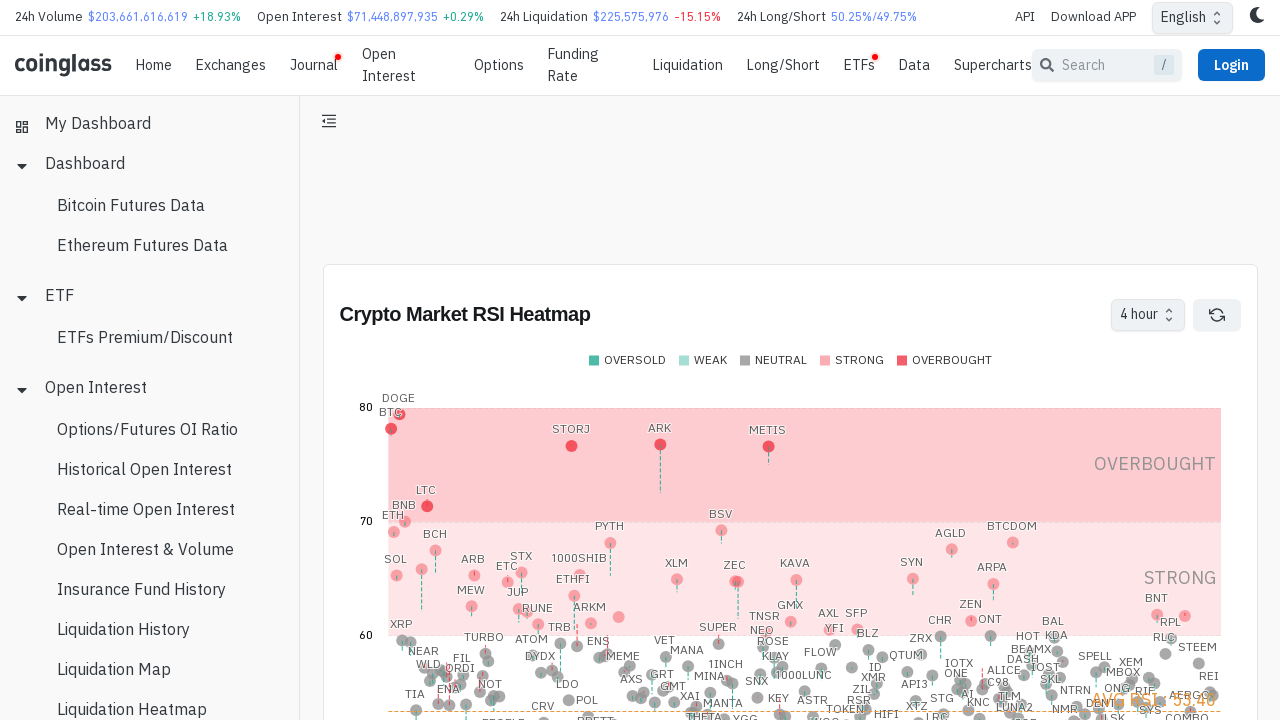 24h Volume $203,661,616,619 +18.93% Open Interest $71,448,897,935 +0.29% 24h Liquidation $225,575,976 -15.15% 24h Long/Short 50.25%/49.75% API Download APP English
coinglass Home Exchanges Journal Open Interest Options Funding Rate Liquidation Long/Short ETFs Data Supercharts Search / Login
My Dashboard
Dashboard
Bitcoin Futures Data
Ethereum Futures Data
ETF
ETFs Premium/Discount
Open Interest
Options/Futures OI Ratio
Historical Open Interest
Real-time Open Interest
Open Interest & Volume
Insurance Fund History
Liquidation History
Liquidation Map
Liquidation Heatmap
Crypto Market RSI Heatmap 4 hour
OVERSOLD WEAK NEUTRAL STRONG OVERBOUGHT
DOGE
80
BTC
STORJ ARK METIS
OVERBOUGHT
LTC
BNB
ETH BSV
70
PYTH AGLD BTCDOM
BCH
SOL ARB STX 1000SHIB XLM ZEC KAVA SYN ARPA
ETC
STRONG
MEW JUP ETHFI
RUNE ARKM GMX ZEN BNT
AXL SFP
XRP TRB SUPER TNSR YFI CHR ONT BAL RPL
NEO BLZ
60
TURBO ATOM ENS VET ROSE ZRX HOT KDA RLC
NEAR DYDX MEME MANA KLAY FLOW QTUM BEAMX STEEM
WLD FIL 1INCH ID IOTX DASH SPELL XEM
ORDI AXS GRT MINA SNX 1000LUNC XMR ONE ALICE IOST MBOX REI
ENA NOT LDO GMT API3 C98 SKL
TIA POL XAI MANTA KEY ASTR ZIL RSR STG AI TLM NTRN ONG RIF AERGO
AVG RSI : 53.40
CRV THETA YGG TOKEN HIFI XTZ LRC KNC LUNA2 NMR DENT LSK SYS COMBO